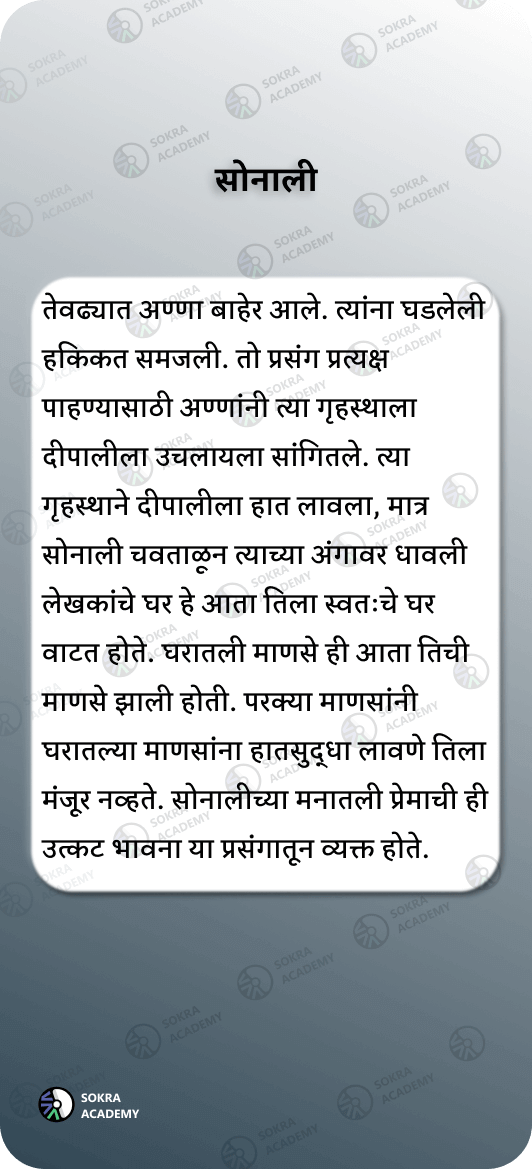 सोनाली
तेवढ्यात अण्णा बाहेर आले. त्यांना घडलेली
हकिकत समजली. तो प्रसंग प्रत्यक्ष
पाहण्यासाठी अण्णांनी त्या गृहस्थाला
दीपालीला उचलायला सांगितले. त्या
गृहस्थाने दीपालीला हात लावला, मात्र
सोनाली चवताळून त्याच्या अंगावर धावली
लेखकांचे घर हे आता तिला स्वतःचे घर
वाटत होते. घरातली माणसे ही आता तिची
माणसे झाली होती. परक्या माणसांनी
घरातल्या माणसांना हातसुद्धा लावणे तिला
मंजूर नव्हते. सोनालीच्या मनातली प्रेमाची ही
उत्कट भावना या प्रसंगातून व्यक्त होते.
SOKRA
ACADEMY